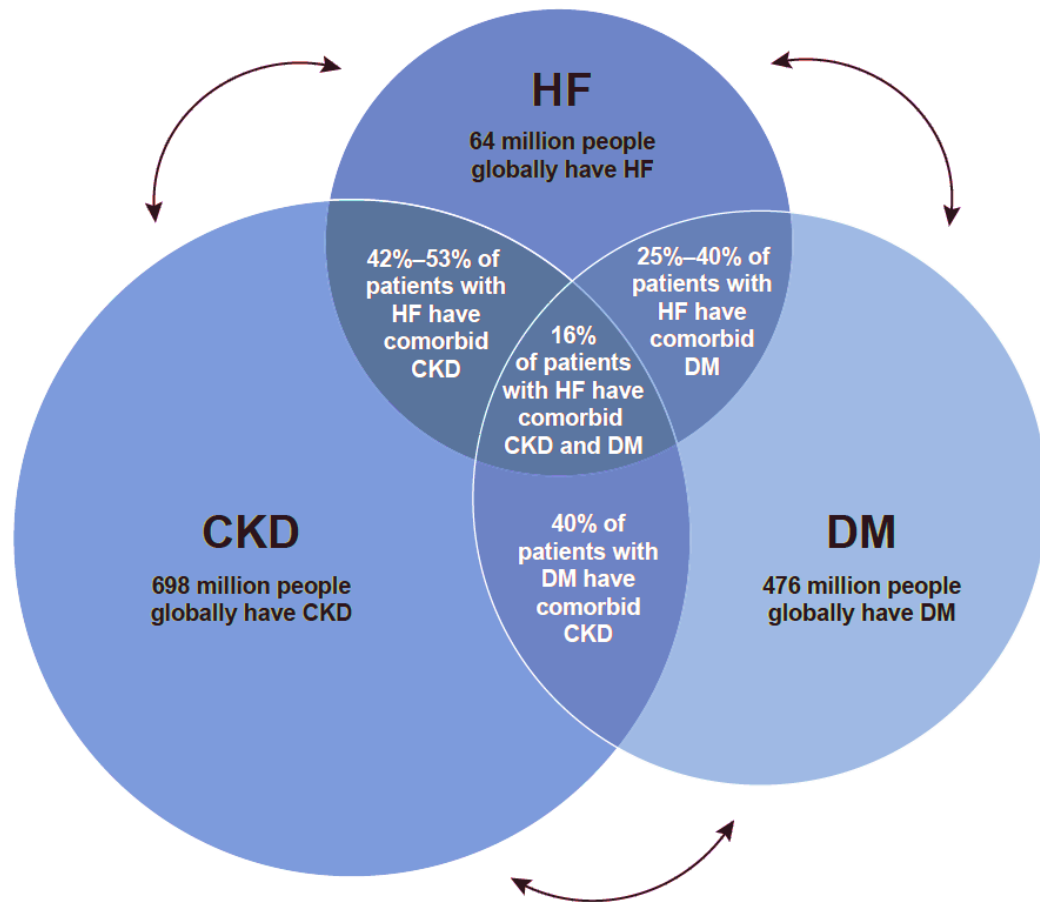 HF
64 million people
globally have HF
42%–53% of
patients with
HF have
comorbid
CKD
25%–40% of
patients with
HF have
comorbid
DM
16%
of patients
with HF have
comorbid
CKD and DM
CKD
698 million people
globally have CKD
40% of
patients with
DM have
comorbid
CKD
DM
476 million people
globally have DM